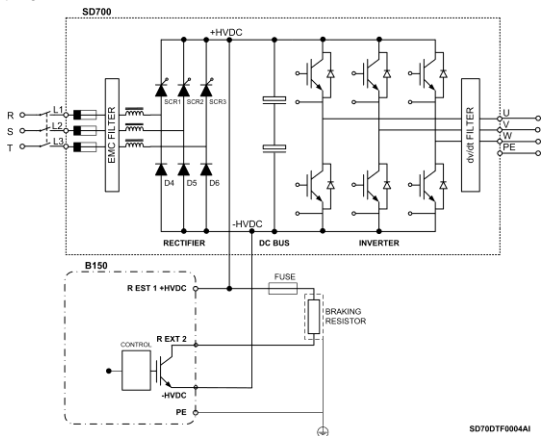 SD700
+HVDC
SCR1 SCR2 SCR3
R L1
S L2
T L3
EMC FILTER
dv/dt FILTER
U
V
W
PE
D4 D5 D6
-HVDC
RECTIFIER DC BUS INVERTER
B150
R EST 1 +HVDC
FUSE
BRAKING
RESISTOR
R EXT 2
CONTROL
-HVDC
PE
SD70DTF0004AI